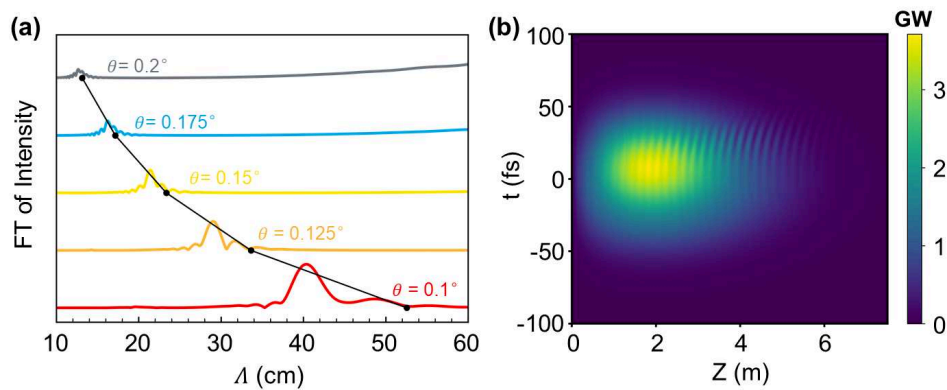 (a)
FT of Intensity
θ= 0.2°
θ= 0.175°
θ= 0.15°
θ= 0.125°
θ = 0.1°
10 20 30 40 50 60
Λ (cm)
(b)
GW
t (fs)
100
50
0
-50
-100
0 2 4 6
Z (m)
3
2
1
0